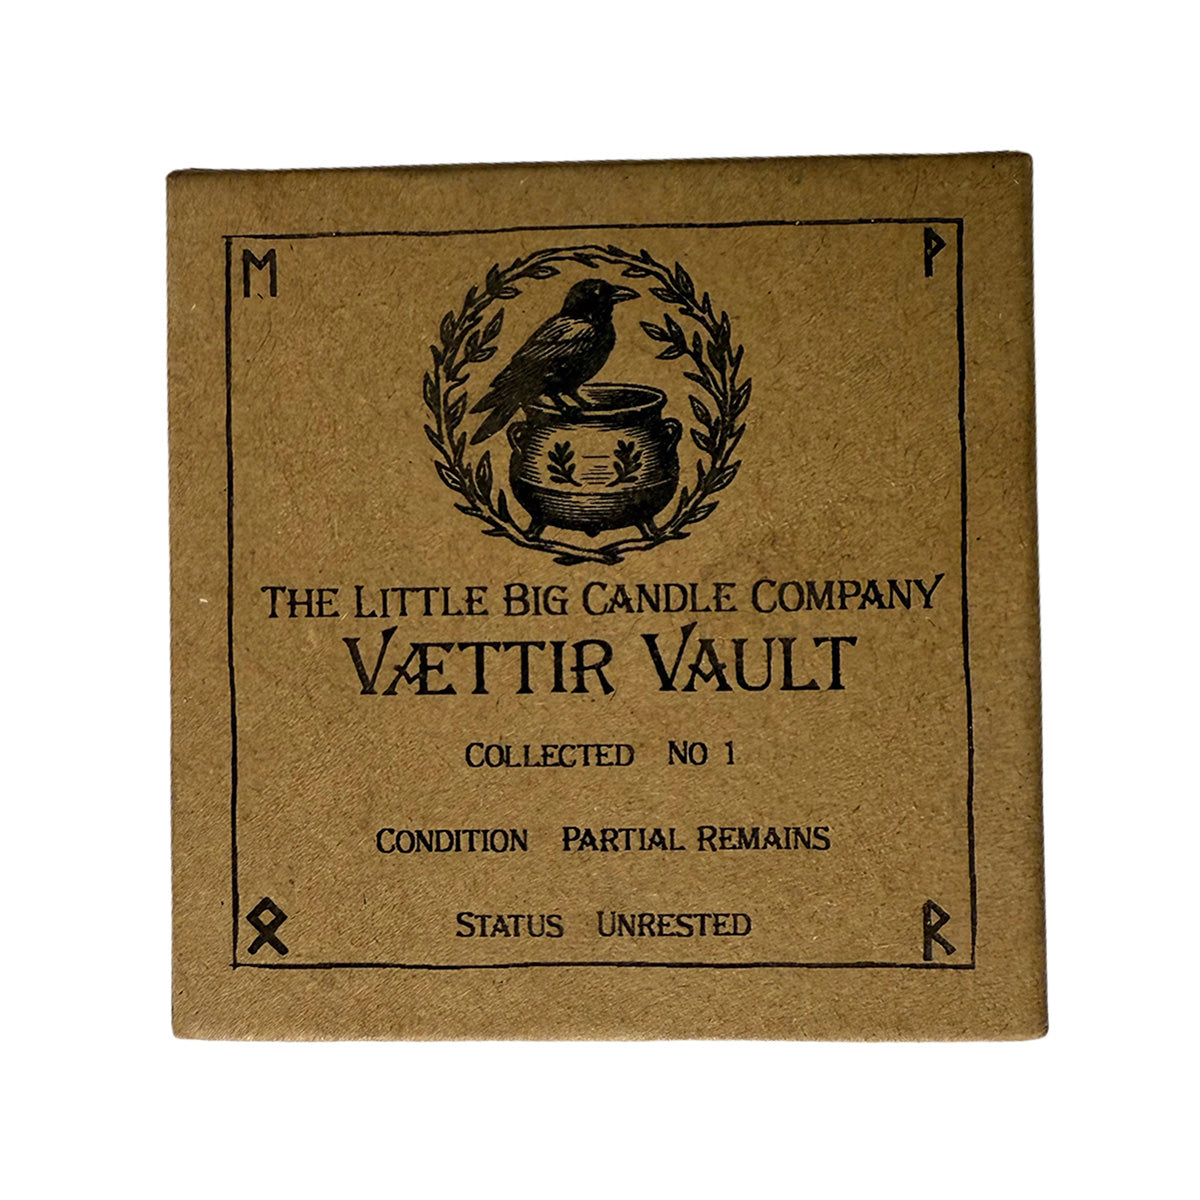 ᛖ ᚹ
THE LITTLE BIG CANDLE COMPANY
VÆTTIR VAULT
COLLECTED NO 1
CONDITION PARTIAL REMAINS
STATUS UNRESTED
ᛟ ᚱ